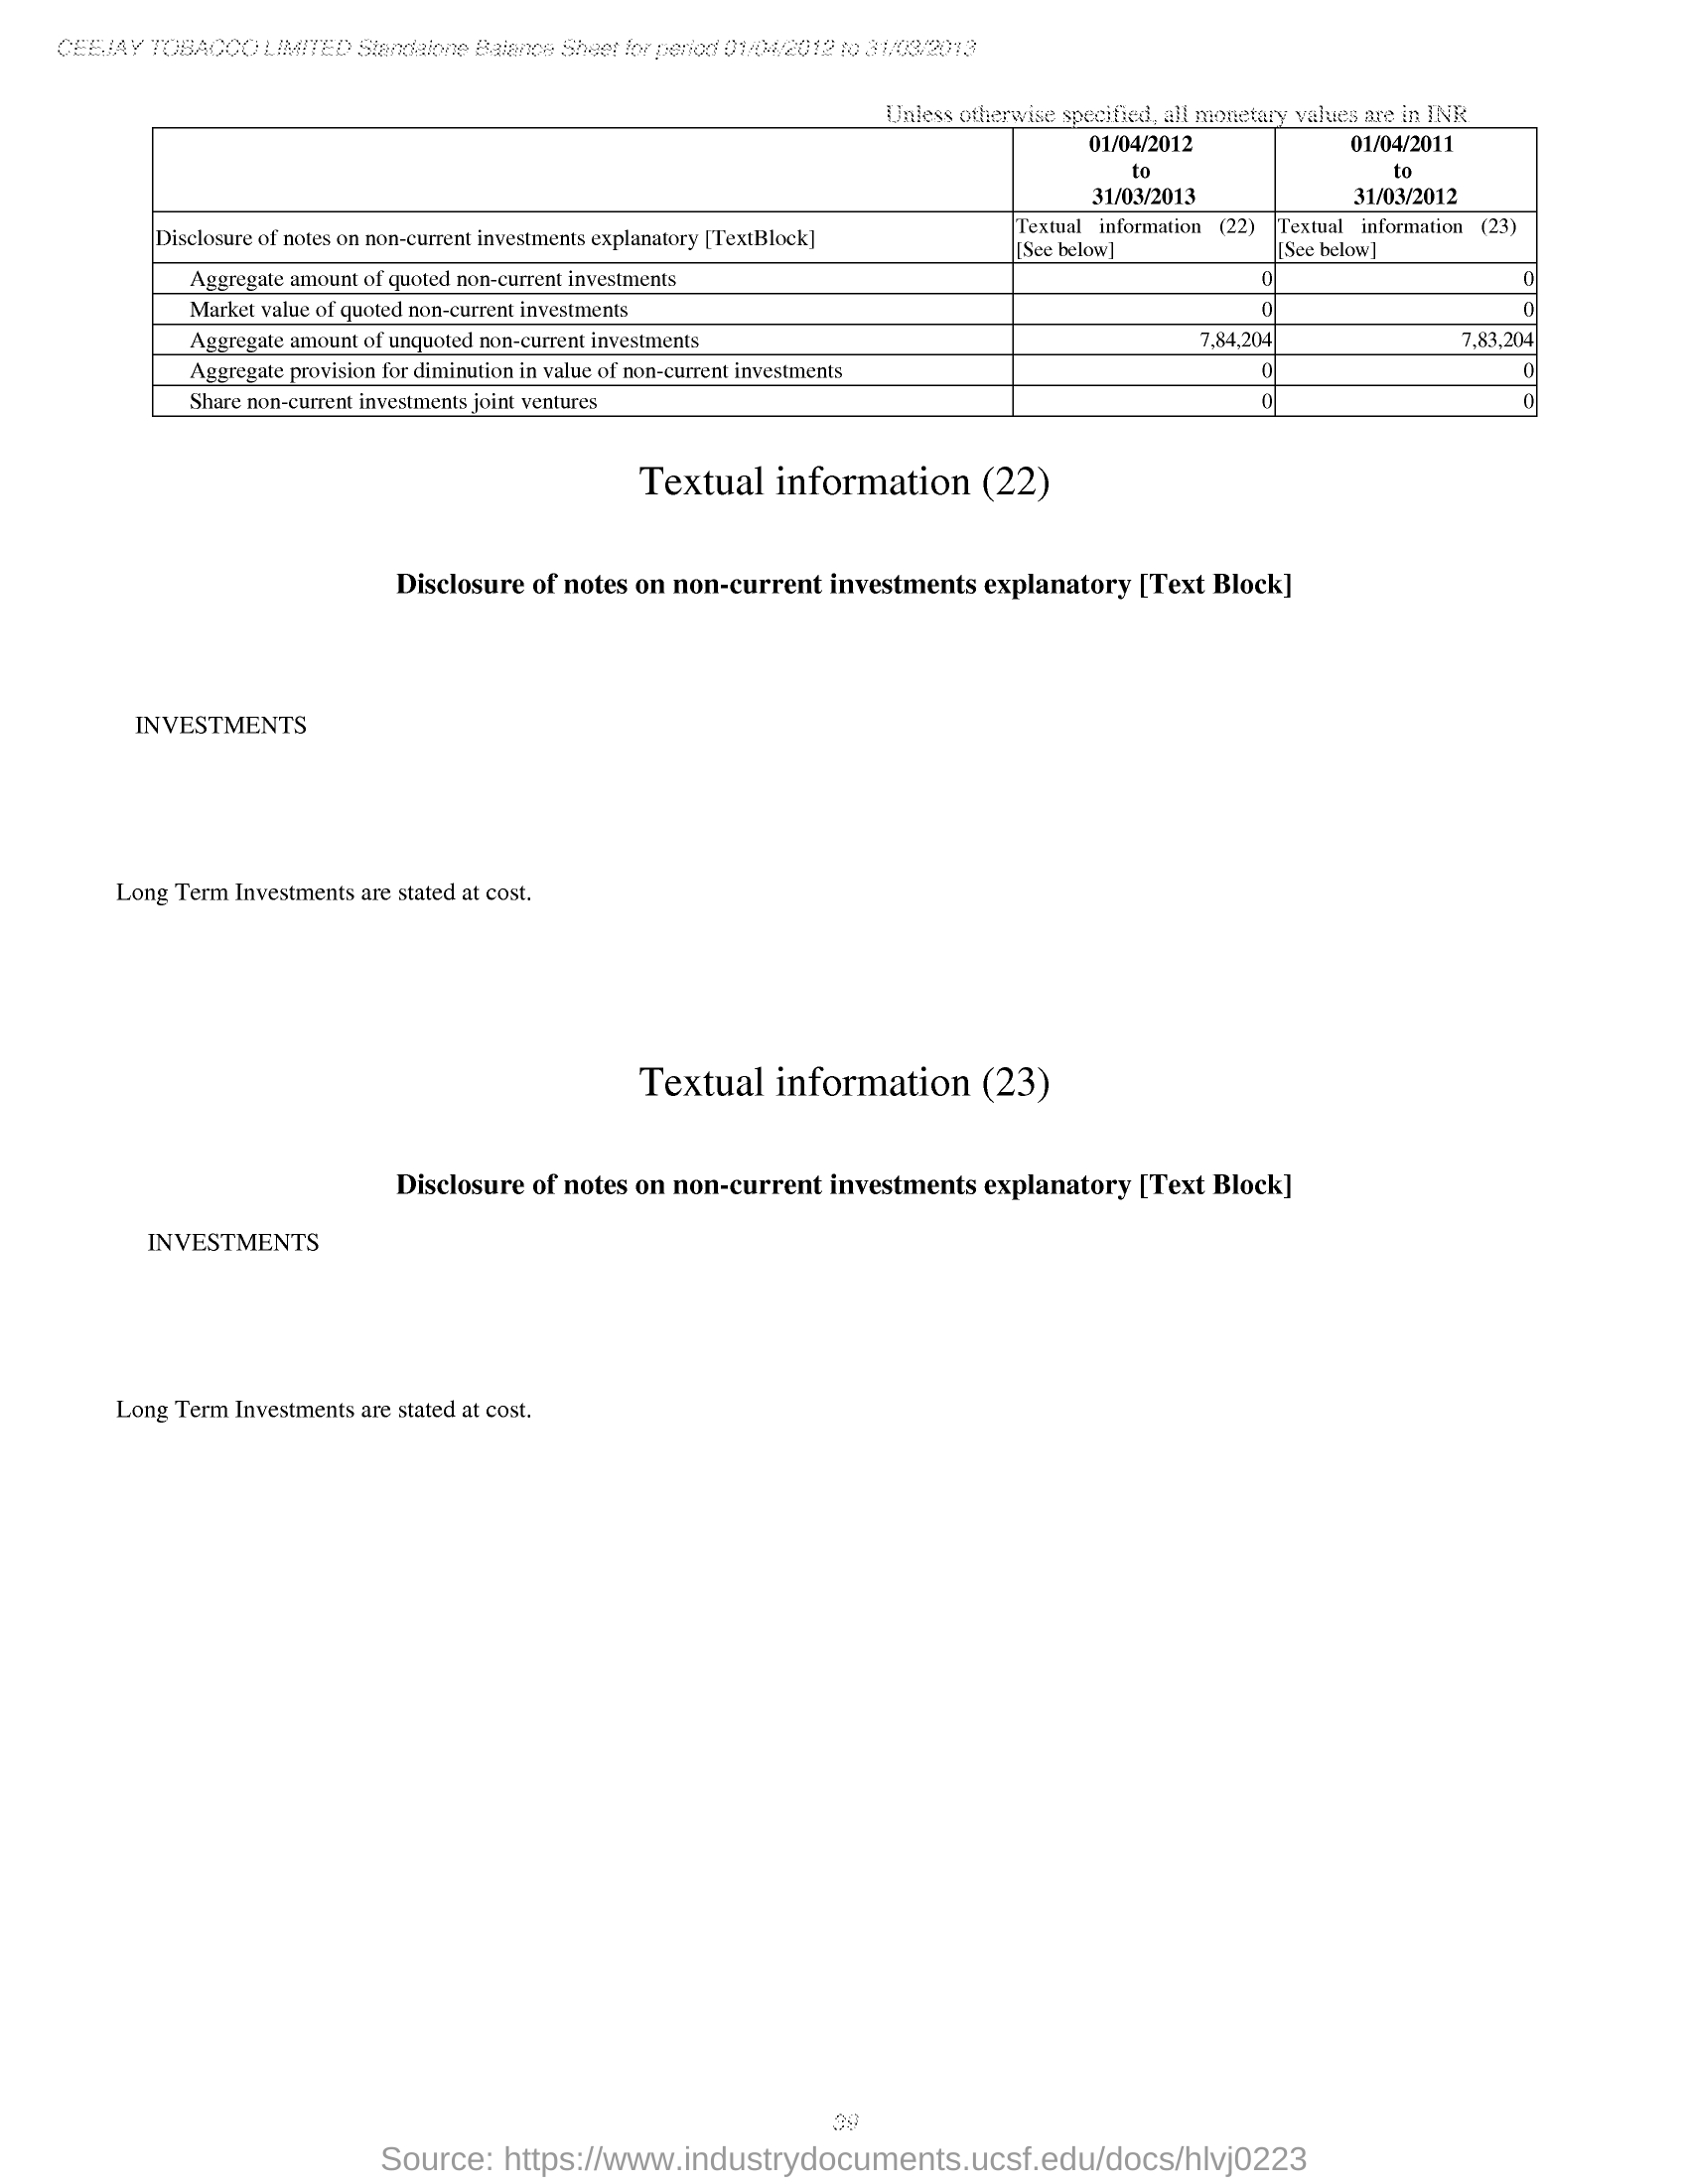 CEEJAY TOBACCO LIMITED Standalone Balance Sheet for period 01/04/2012 to 31/03/2013
Unless otherwise specified, all monetary values are in INR
01/04/2012 to 31/03/2013 01/04/2011 to 31/03/2012
Disclosure of notes on non-current investments explanatory [TextBlock] Textual information (22) [See below] Textual information (23) [See below]
Aggregate amount of quoted non-current investments 0 0
Market value of quoted non-current investments 0 0
Aggregate amount of unquoted non-current investments 7,84,204 7,83,204
Aggregate provision for diminution in value of non-current investments 0 0
Share non-current investments joint ventures 0 0
Textual information (22)
Disclosure of notes on non-current investments explanatory [Text Block]
INVESTMENTS
Long Term Investments are stated at cost.
Textual information (23)
Disclosure of notes on non-current investments explanatory [Text Block]
INVESTMENTS
Long Term Investments are stated at cost.
39
Source: https://www.industrydocuments.ucsf.edu/docs/hlvj0223